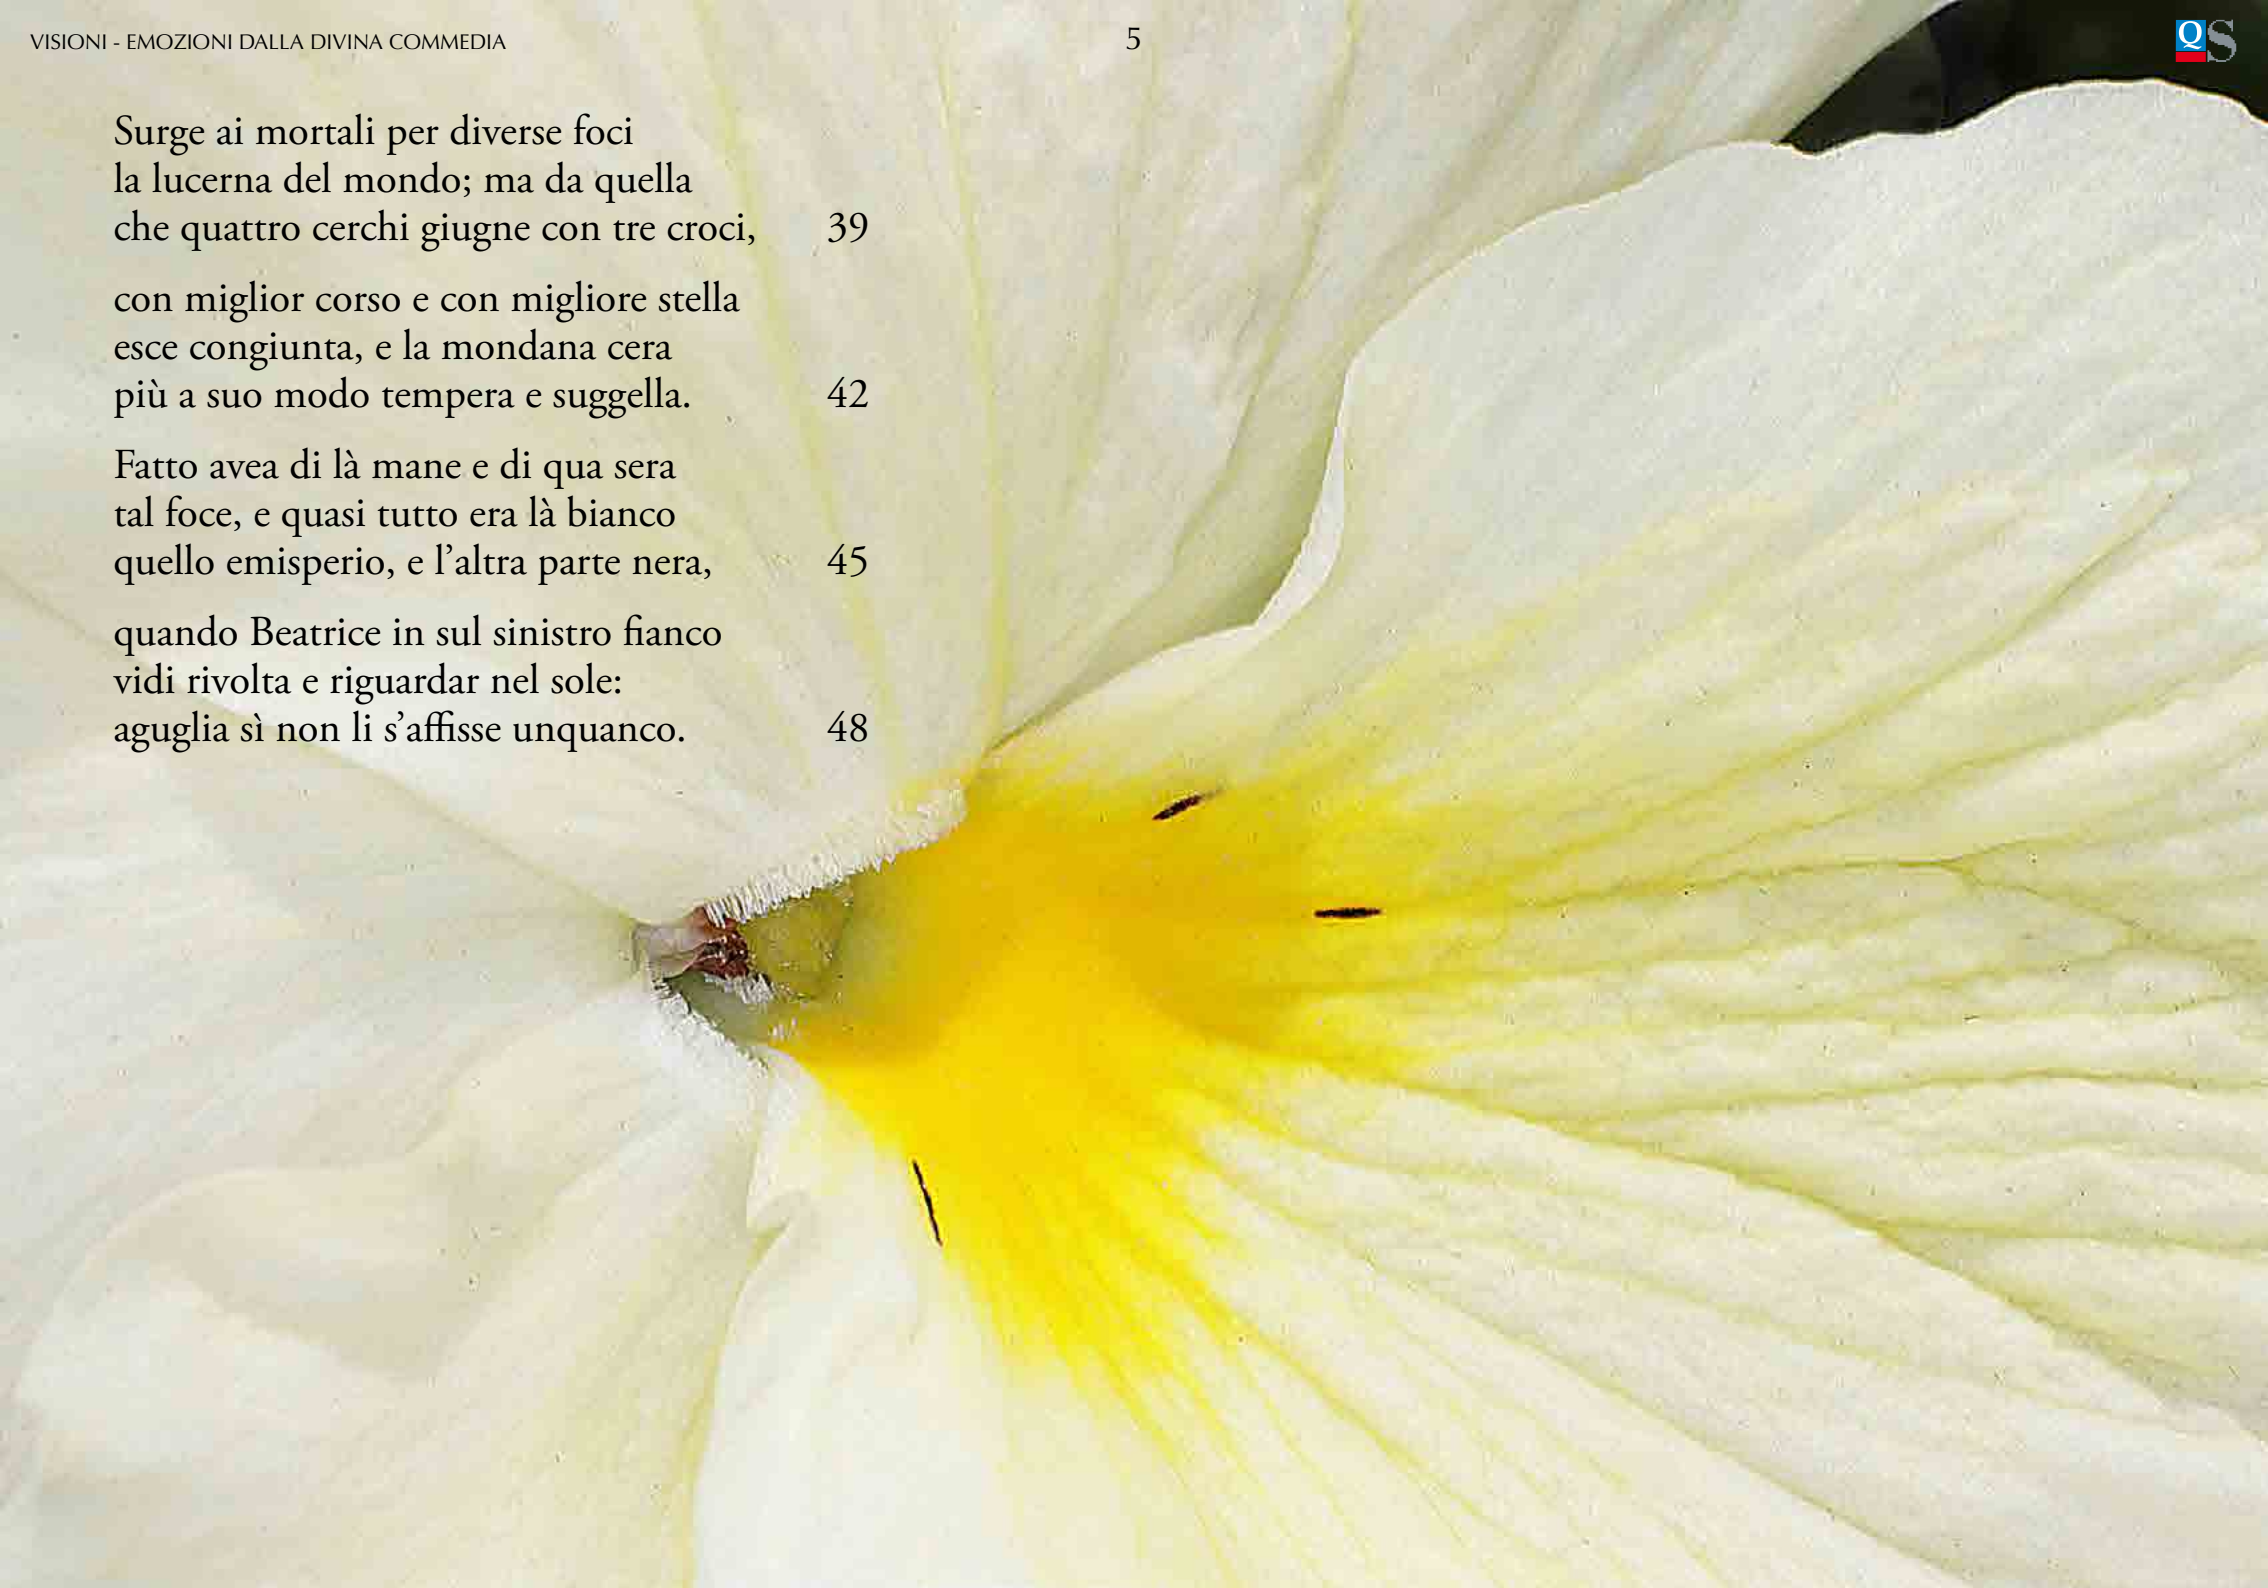 VISIONI - EMOZIONI DALLA DIVINA COMMEDIA
5
QS
Surge ai mortali per diverse foci
la lucerna del mondo; ma da quella
che quattro cerchi giugne con tre croci, 39
con miglior corso e con migliore stella
esce congiunta, e la mondana cera
più a suo modo tempera e suggella. 42
Fatto avea di là mane e di qua sera
tal foce, e quasi tutto era là bianco
quello emisperio, e l’altra parte nera, 45
quando Beatrice in sul sinistro fianco
vidi rivolta e riguardar nel sole:
aguglia sì non li s’affisse unquanco. 48